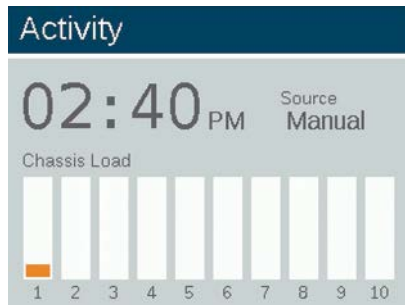 Activity
02:40 PM
Source
Manual
Chassis Load
1 2 3 4 5 6 7 8 9 10